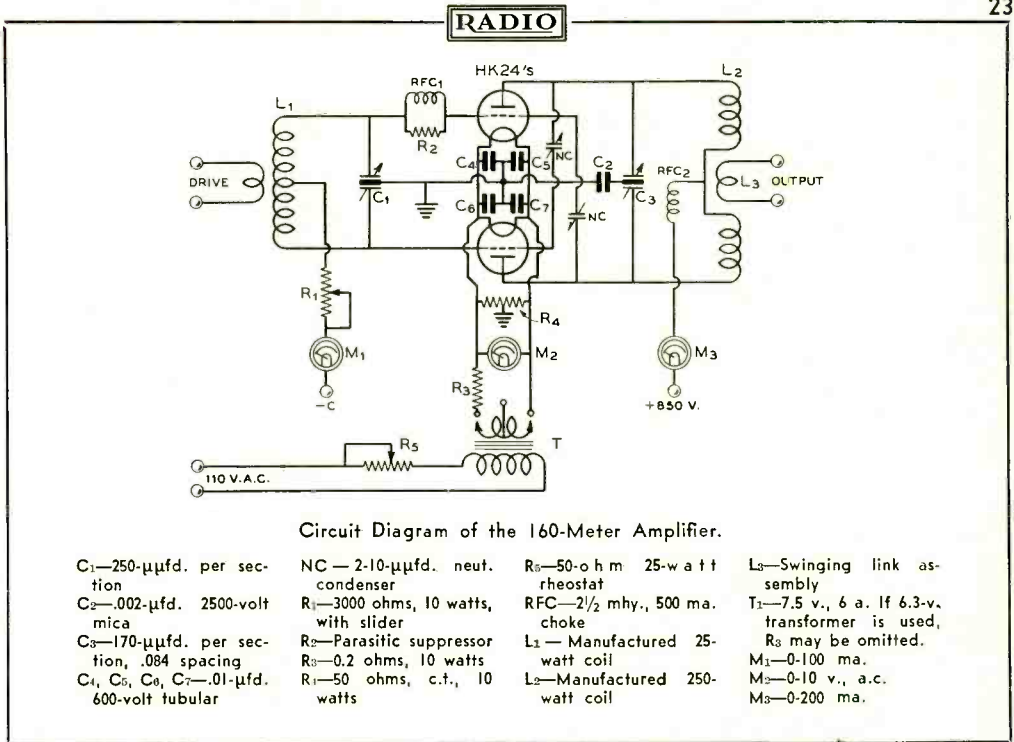 23
RADIO
HK24's
RFC1
L2
L1
R2
C4
C5
NC
C2
RFC2
DRIVE
L3
OUTPUT
C1
C3
C6
C7
NC
R1
R4
M1
M2
M3
R3
-C
+850 V.
T
R5
110 V.A.C.
Circuit Diagram of the 160-Meter Amplifier.
C1—250-μμfd. per sec-
tion
C2—.002-μfd. 2500-volt
mica
C3—170-μμfd. per sec-
tion, .084 spacing
C4, C5, C6, C7—.01-μfd.
600-volt tubular
NC — 2-10-μμfd. neut.
condenser
R1—3000 ohms, 10 watts,
with slider
R2—Parasitic suppressor
R3—0.2 ohms, 10 watts
R4—50 ohms, c.t., 10
watts
R5—50-ohm 25-watt
rheostat
RFC—2½ mhy., 500 ma.
choke
L1 — Manufactured 25-
watt coil
L2—Manufactured 250-
watt coil
L3—Swinging link as-
sembly
T1—7.5 v., 6 a. If 6.3-v.
transformer is used,
R3 may be omitted.
M1—0-100 ma.
M2—0-10 v., a.c.
M3—0-200 ma.